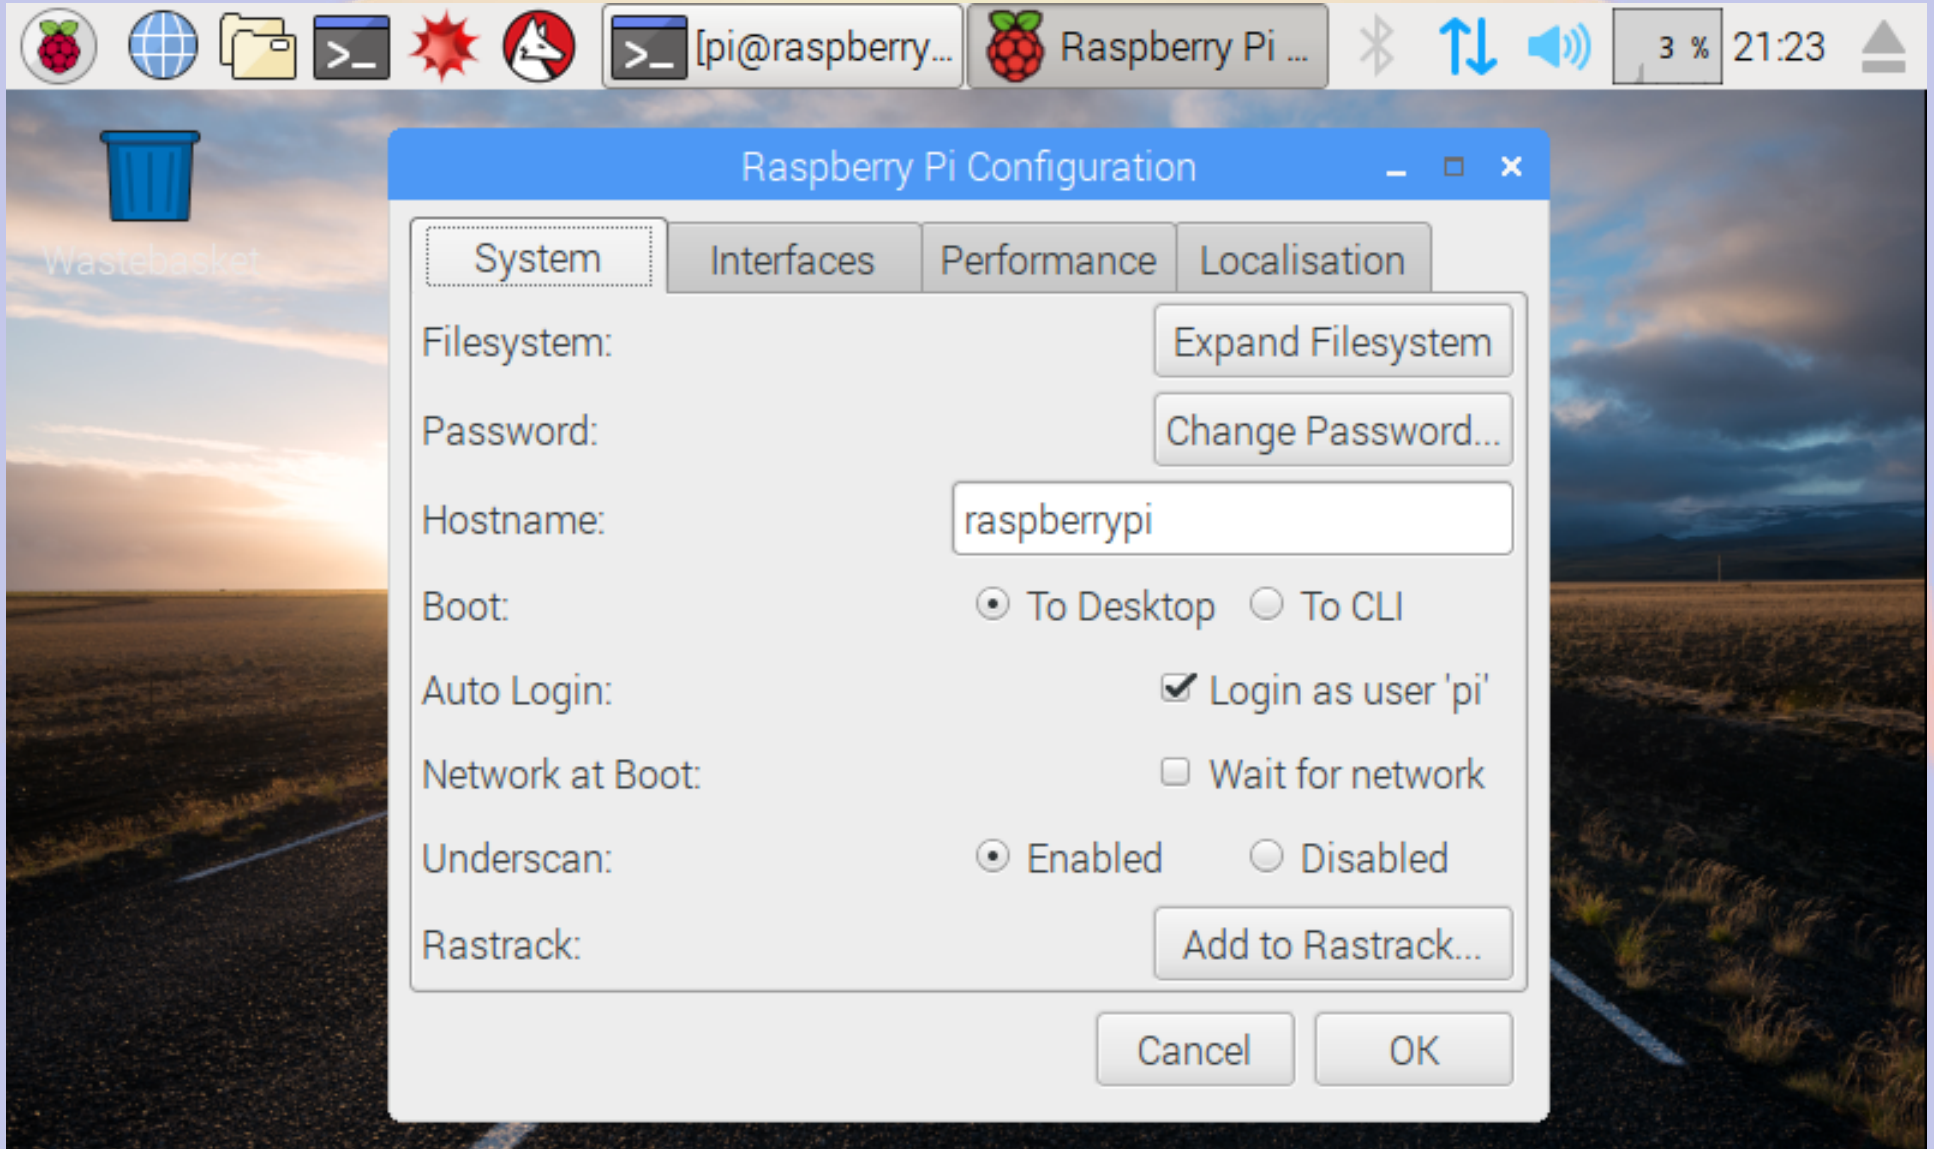 [pi@raspberry... Raspberry Pi ... 3 % 21:23
Wastebasket
Raspberry Pi Configuration
System Interfaces Performance Localisation
Filesystem: Expand Filesystem
Password: Change Password...
Hostname: raspberrypi
Boot: To Desktop To CLI
Auto Login: Login as user 'pi'
Network at Boot: Wait for network
Underscan: Enabled Disabled
Rastrack: Add to Rastrack...
Cancel OK